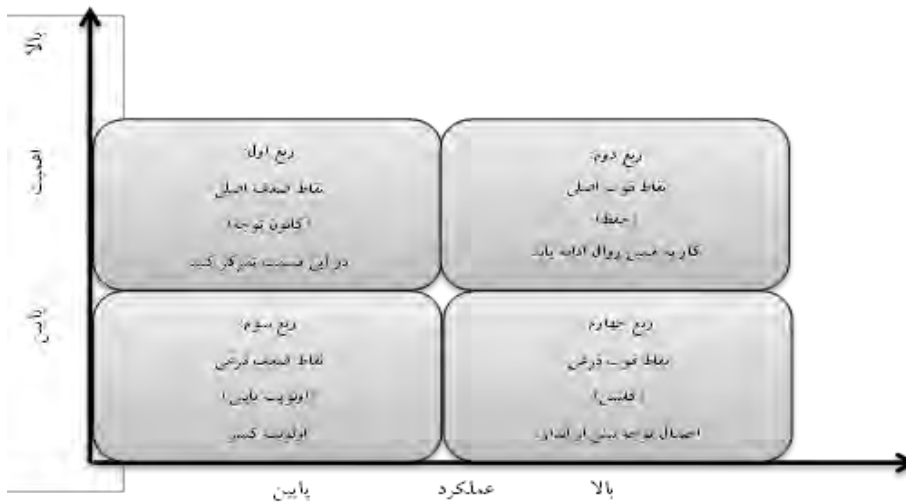 بالا
اهمیت
پایین
ربع اول:
نقاط ضعف اصلی
(کانون توجه)
در این قسمت تمرکز کنید
ربع دوم:
نقاط قوت اصلی
(حفظ)
کار به همین روال ادامه یابد
ربع سوم:
نقاط ضعف فرعی
(اولویت پایین)
اولویت کمتر
ربع چهارم
نقاط قوت فرعی
احتمال توجه بیش از اندازه
پایین عملکرد بالا